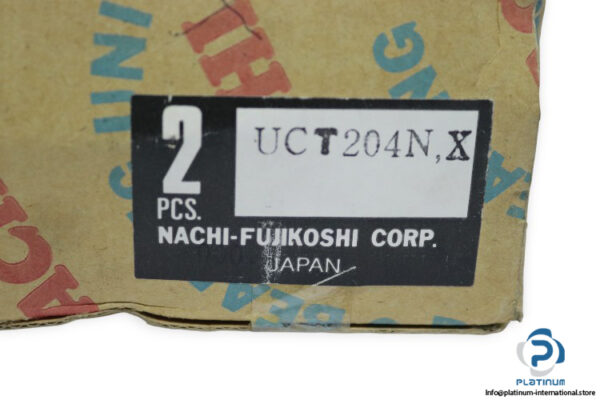 2
PCS.
UCT204N,X
NACHI-FUJIKOSHI CORP.
JAPAN
PLATINUM
Info@platinum-international.store